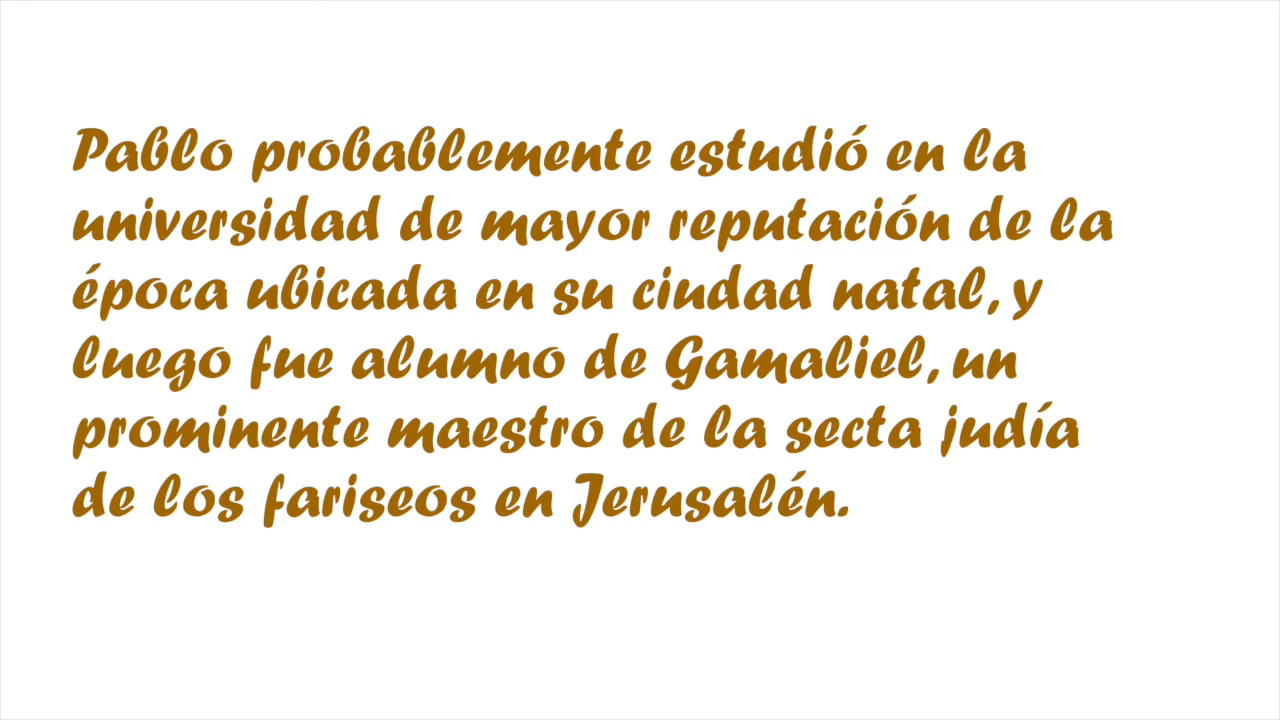 Pablo probablemente estudió en la
universidad de mayor reputación de la
época ubicada en su ciudad natal, y
luego fue alumno de Gamaliel, un
prominente maestro de la secta judía
de los fariseos en Jerusalén.